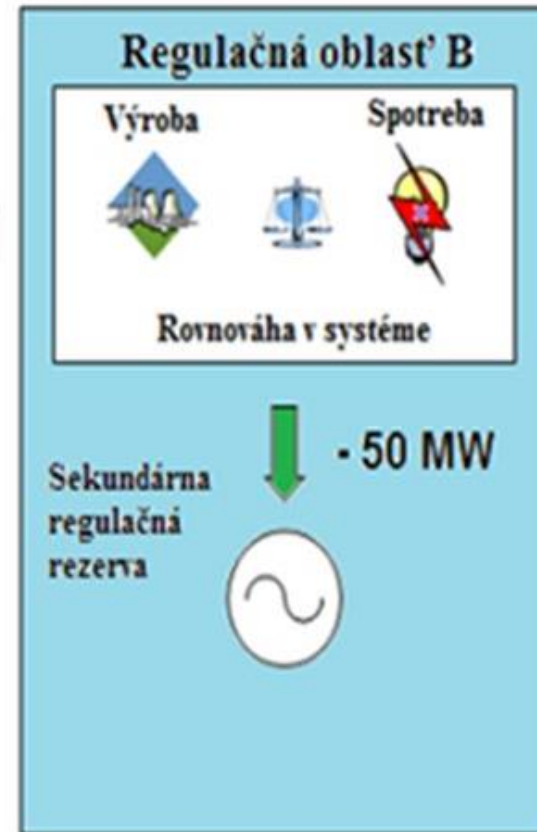 Regulačná oblasť B
Výroba Spotreba
Rovnováha v systéme
- 50 MW
Sekundárna
regulačná
rezerva